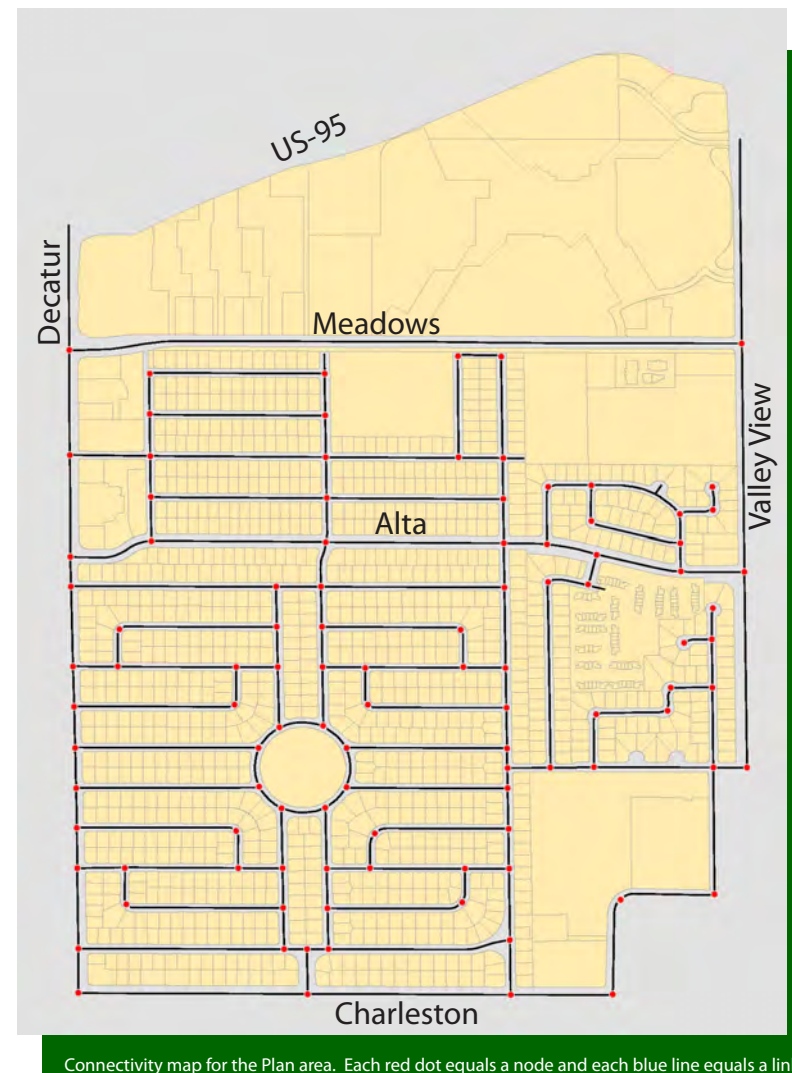 US-95
Decatur
Meadows
Valley View
Alta
Charleston
Connectivity map for the Plan area. Each red dot equals a node and each blue line equals a lin